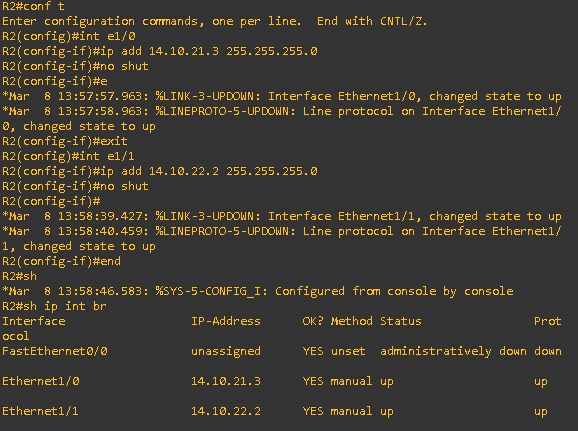 R2#conf t
Enter configuration commands, one per line.  End with CNTL/Z.
R2(config)#int e1/0
R2(config-if)#ip add 14.10.21.3 255.255.255.0
R2(config-if)#no shut
R2(config-if)#e
*Mar  8 13:57:57.963: %LINK-3-UPDOWN: Interface Ethernet1/0, changed state to up
*Mar  8 13:57:58.963: %LINEPROTO-5-UPDOWN: Line protocol on Interface Ethernet1/
0, changed state to up
R2(config-if)#exit
R2(config)#int e1/1
R2(config-if)#ip add 14.10.22.2 255.255.255.0
R2(config-if)#no shut
R2(config-if)#
*Mar  8 13:58:39.427: %LINK-3-UPDOWN: Interface Ethernet1/1, changed state to up
*Mar  8 13:58:40.459: %LINEPROTO-5-UPDOWN: Line protocol on Interface Ethernet1/
1, changed state to up
R2(config-if)#end
R2#sh
*Mar  8 13:58:46.583: %SYS-5-CONFIG_I: Configured from console by console
R2#sh ip int br
Interface                  IP-Address      OK? Method Status                Prot
ocol
FastEthernet0/0            unassigned      YES unset  administratively down down
Ethernet1/0                14.10.21.3      YES manual up                    up
Ethernet1/1                14.10.22.2      YES manual up                    up